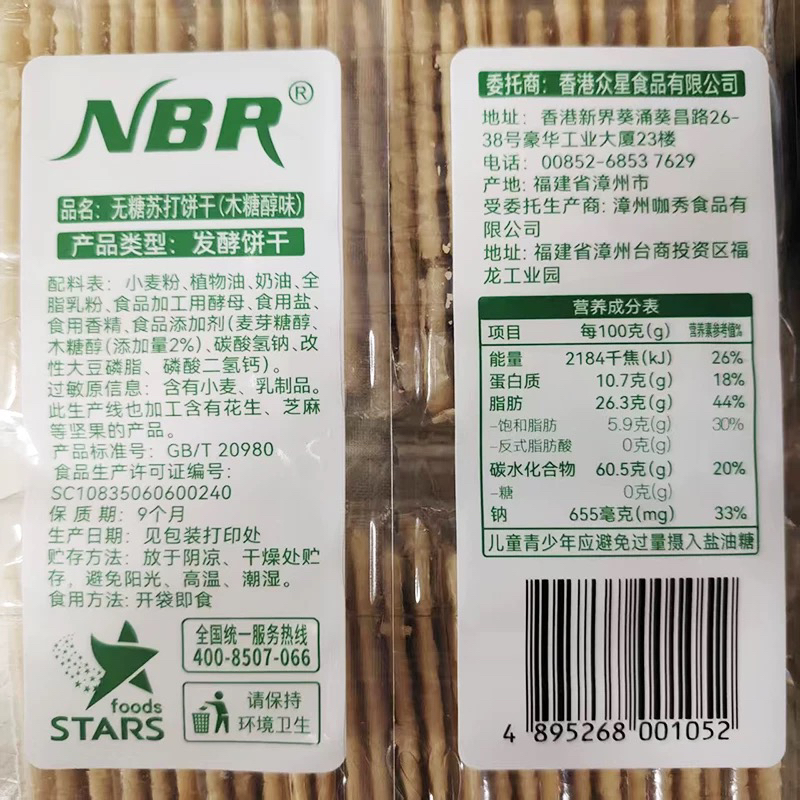 NBR®
品名：无糖苏打饼干(木糖醇味)
产品类型：发酵饼干
配料表：小麦粉、植物油、奶油、全
脂乳粉、食品加工用酵母、食用盐、
食用香精、食品添加剂(麦芽糖醇、
木糖醇(添加量2%)、碳酸氢钠、改
性大豆磷脂、磷酸二氢钙)。
过敏原信息：含有小麦、乳制品。
此生产线也加工含有花生、芝麻
等坚果的产品。
产品标准号：GB/T 20980
食品生产许可证编号：
SC10835060600240
保 质 期：9个月
生产日期：见包装打印处
贮存方法：放于阴凉、干燥处贮
存，避免阳光、高温、潮湿。
食用方法：开袋即食
foods
STARS
全国统一服务热线
400-8507-066
请保持
环境卫生
委托商：香港众星食品有限公司
地址：香港新界葵涌葵昌路26-
38号豪华工业大厦23楼
电话：00852-6853 7629
产地：福建省漳州市
受委托生产商：漳州咖秀食品有
限公司
地址：福建省漳州台商投资区福
龙工业园
营养成分表
项目 每100克(g) 营养素参考值%
能量 2184千焦(kJ) 26%
蛋白质 10.7克(g) 18%
脂肪 26.3克(g) 44%
-饱和脂肪 5.9克(g) 30%
-反式脂肪酸 0克(g)
碳水化合物 60.5克(g) 20%
-糖 0克(g)
钠 655毫克(mg) 33%
儿童青少年应避免过量摄入盐油糖
4 895268 001052